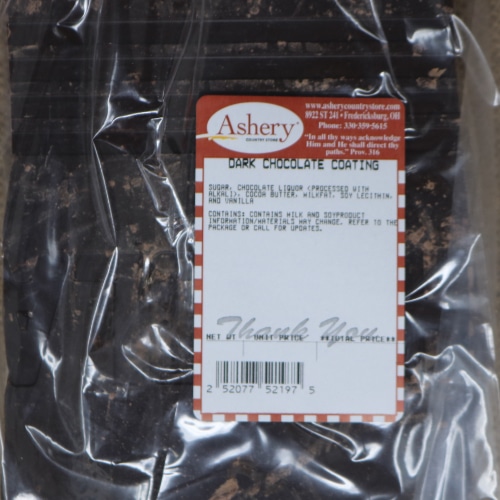 www.asherycountrystore.com
8922 ST 241 • Fredericksburg, OH
Phone: 330-359-5615
"In all thy ways acknowledge
Him and He shall direct thy
paths." Prov. 316
Ashery
COUNTRY STORE
DARK CHOCOLATE COATING
SUGAR, CHOCOLATE LIQUOR (PROCESSED WITH
ALKALI), COCOA BUTTER, MILKFAT, SOY LECITHIN,
AND VANILLA
CONTAINS: CONTAINS MILK AND SOYPRODUCT
INFORMATION/MATERIALS MAY CHANGE. REFER TO THE
PACKAGE OR CALL FOR UPDATES.
Thank You
NET WT UNIT PRICE **TOTAL PRICE**
2 52077 52197 5